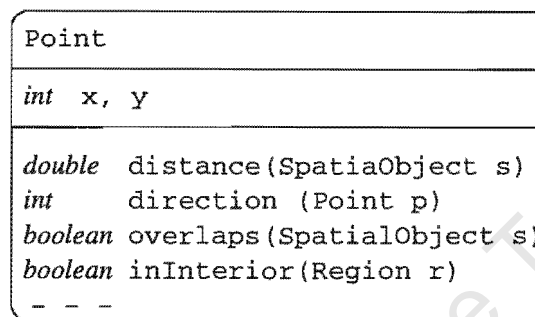 Point
int x, y
double distance(SpatiaObject s)
int direction (Point p)
boolean overlaps(SpatialObject s)
boolean inInterior(Region r)
- - -